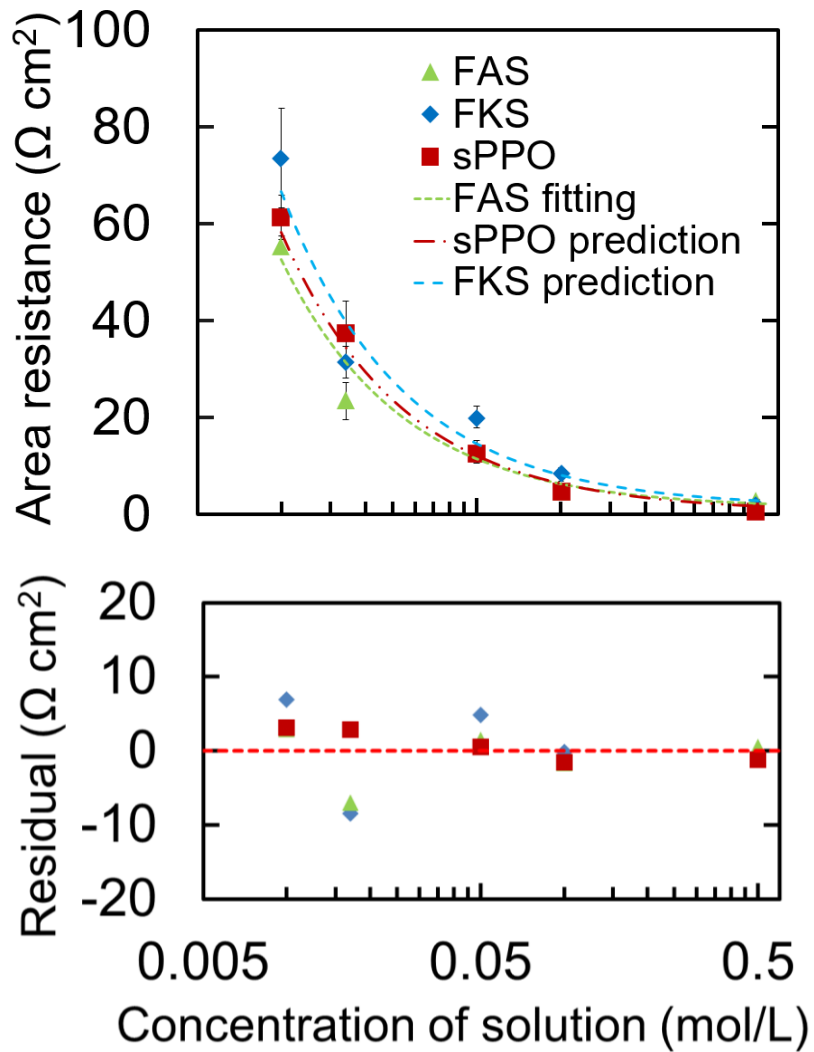 Area resistance (Ω cm²)
100
80
60
40
20
0
FAS
FKS
sPPO
FAS fitting
sPPO prediction
FKS prediction
Residual (Ω cm²)
20
10
0
-10
-20
0.005
0.05
0.5
Concentration of solution (mol/L)